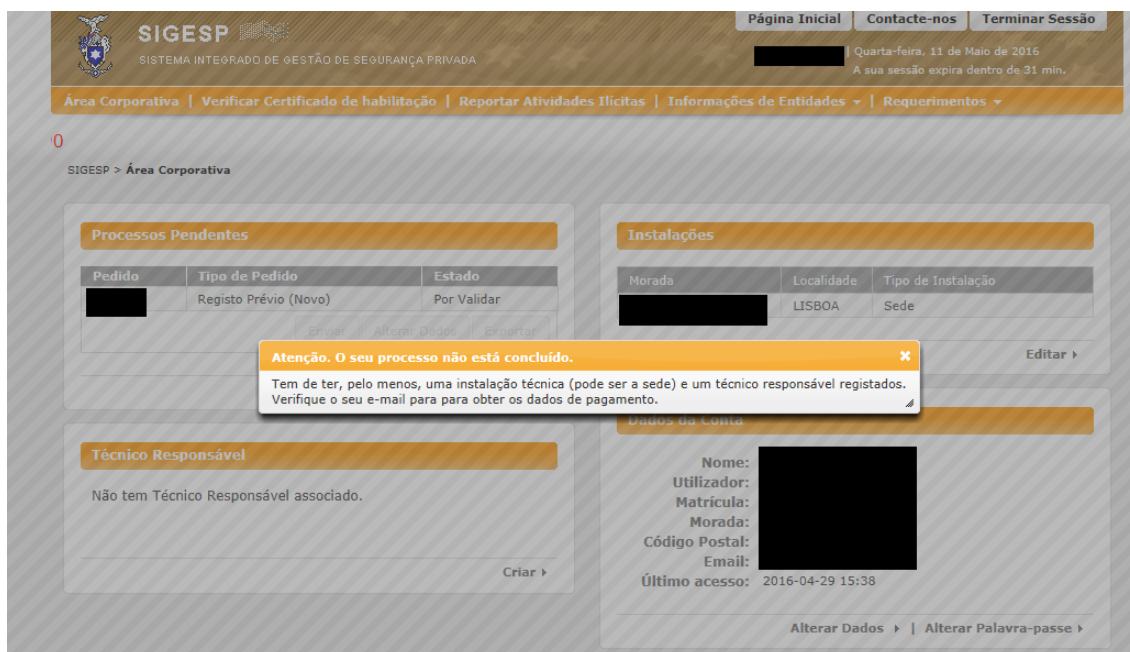 Página Inicial
Contacte-nos
Terminar Sessão
SIGESP
SISTEMA INTEGRADO DE GESTÃO DE SEGURANÇA PRIVADA
| Quarta-feira, 11 de Maio de 2016
A sua sessão expira dentro de 31 min.
Área Corporativa | Verificar Certificado de habilitação | Reportar Atividades Ilícitas | Informações de Entidades | Requerimentos
0
SIGESP > Área Corporativa
Processos Pendentes
Pedido Tipo de Pedido Estado
Registo Prévio (Novo) Por Validar
Enviar Alterar Dados Exportar
Instalações
Morada Localidade Tipo de Instalação
LISBOA Sede
Editar
Atenção. O seu processo não está concluído.
Tem de ter, pelo menos, uma instalação técnica (pode ser a sede) e um técnico responsável registados.
Verifique o seu e-mail para para obter os dados de pagamento.
Técnico Responsável
Não tem Técnico Responsável associado.
Criar
Dados da Conta
Nome:
Utilizador:
Matrícula:
Morada:
Código Postal:
Email:
Último acesso: 2016-04-29 15:38
Alterar Dados | Alterar Palavra-passe